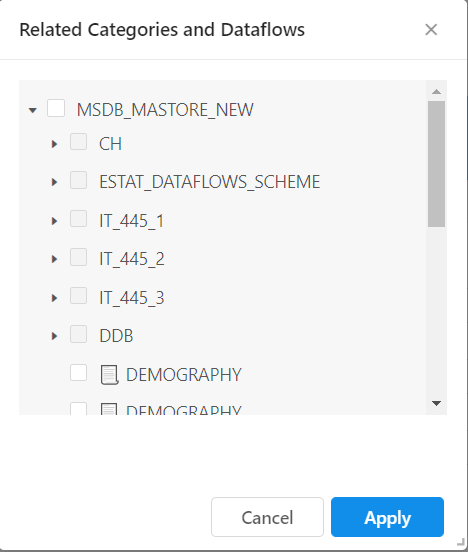 Related Categories and Dataflows
MSDB_MASTORE_NEW
CH
ESTAT_DATAFLOWS_SCHEME
IT_445_1
IT_445_2
IT_445_3
DDB
DEMOGRAPHY
DEMOGRAPHY
Cancel
Apply